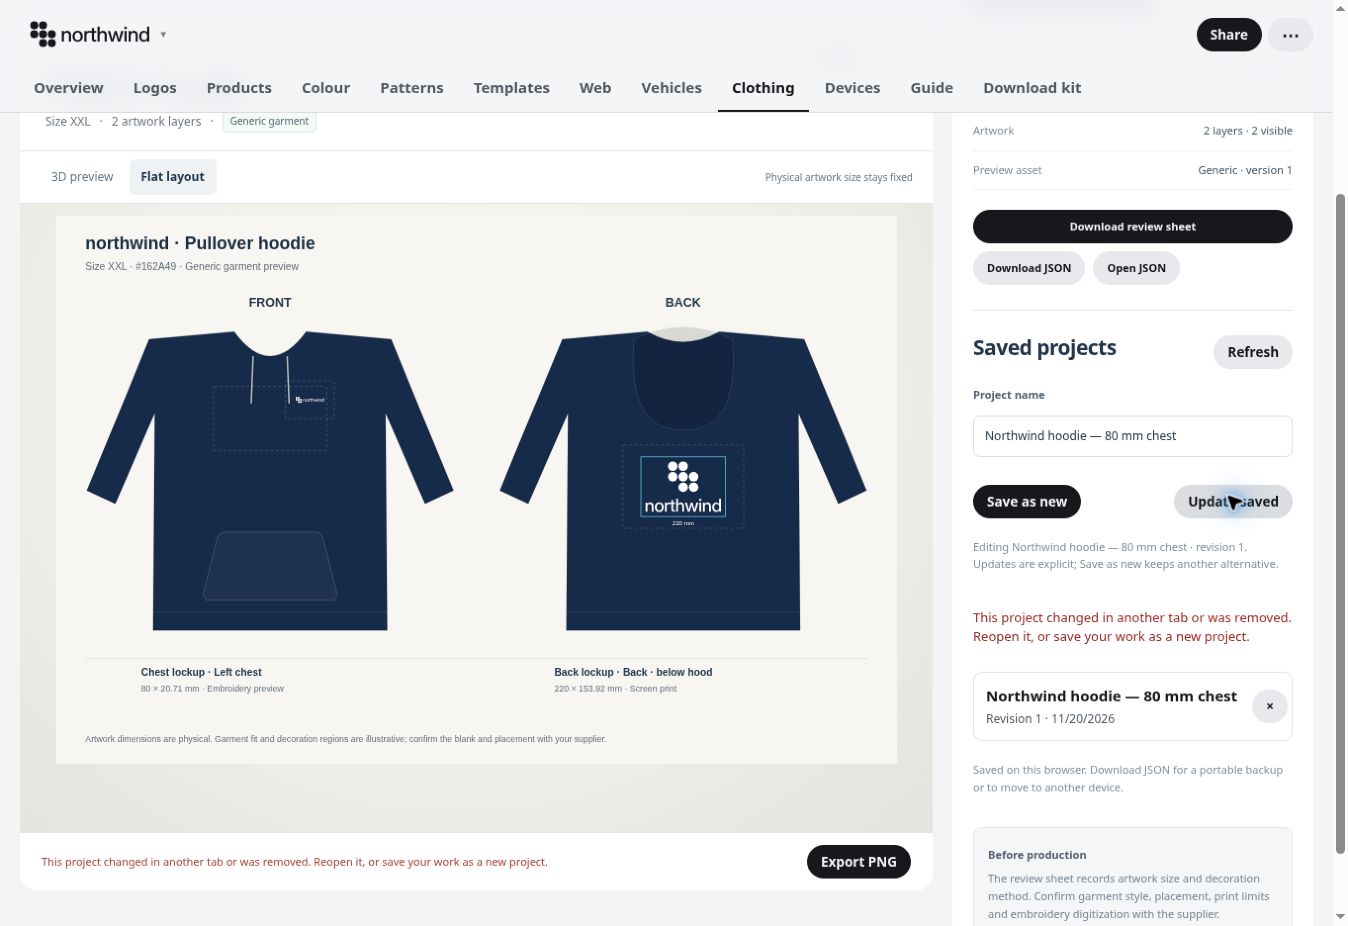 northwind
Share
Overview
Logos
Products
Colour
Patterns
Templates
Web
Vehicles
Clothing
Devices
Guide
Download kit
Size XXL · 2 artwork layers ·
Generic garment
3D preview
Flat layout
Physical artwork size stays fixed
northwind · Pullover hoodie
Size XXL · #162A49 · Generic garment preview
FRONT
BACK
northwind
northwind
220 mm
Chest lockup · Left chest
80 × 20.71 mm · Embroidery preview
Back lockup · Back · below hood
220 × 153.92 mm · Screen print
Artwork dimensions are physical. Garment fit and decoration regions are illustrative; confirm the blank and placement with your supplier.
This project changed in another tab or was removed. Reopen it, or save your work as a new project.
Export PNG
Artwork
2 layers · 2 visible
Preview asset
Generic · version 1
Download review sheet
Download JSON
Open JSON
Saved projects
Refresh
Project name
Northwind hoodie — 80 mm chest
Save as new
Update saved
Editing Northwind hoodie — 80 mm chest · revision 1.
Updates are explicit; Save as new keeps another alternative.
This project changed in another tab or was removed.
Reopen it, or save your work as a new project.
Northwind hoodie — 80 mm chest
Revision 1 · 11/20/2026
×
Saved on this browser. Download JSON for a portable backup
or to move to another device.
Before production
The review sheet records artwork size and decoration
method. Confirm garment style, placement, print limits
and embroidery digitization with the supplier.